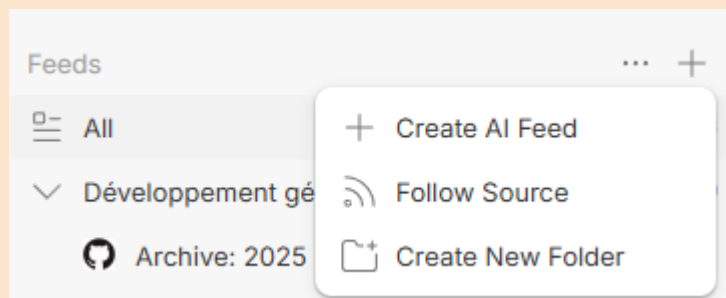 Feeds
All
Create AI Feed
Développement gé
Follow Source
Archive: 2025
Create New Folder